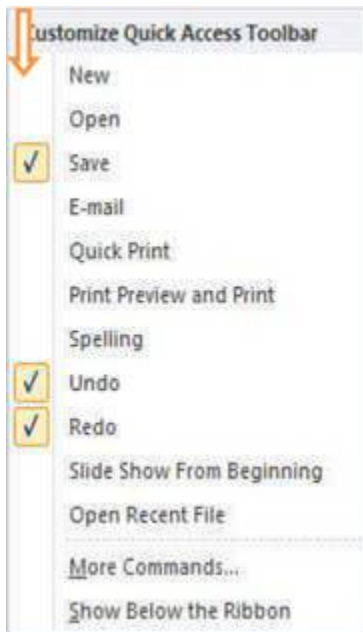 Customize Quick Access Toolbar
New
Open
Save
E-mail
Quick Print
Print Preview and Print
Spelling
Undo
Redo
Slide Show From Beginning
Open Recent File
More Commands...
Show Below the Ribbon